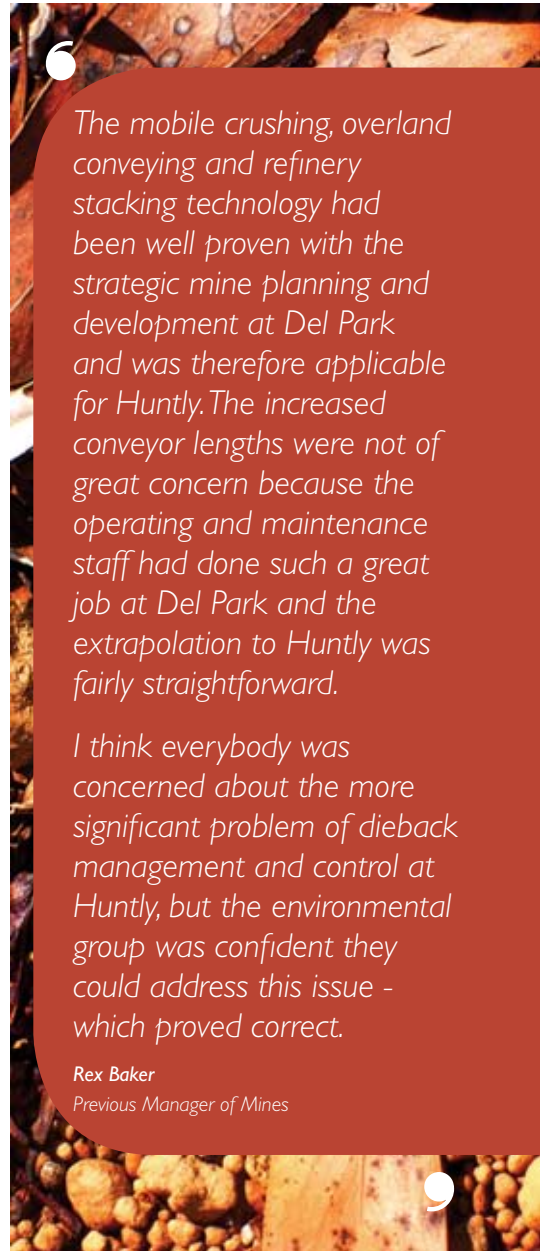 ‘
The mobile crushing, overland
conveying and refinery
stacking technology had
been well proven with the
strategic mine planning and
development at Del Park
and was therefore applicable
for Huntly. The increased
conveyor lengths were not of
great concern because the
operating and maintenance
staff had done such a great
job at Del Park and the
extrapolation to Huntly was
fairly straightforward.
I think everybody was
concerned about the more
significant problem of dieback
management and control at
Huntly, but the environmental
group was confident they
could address this issue -
which proved correct.
Rex Baker
Previous Manager of Mines
’